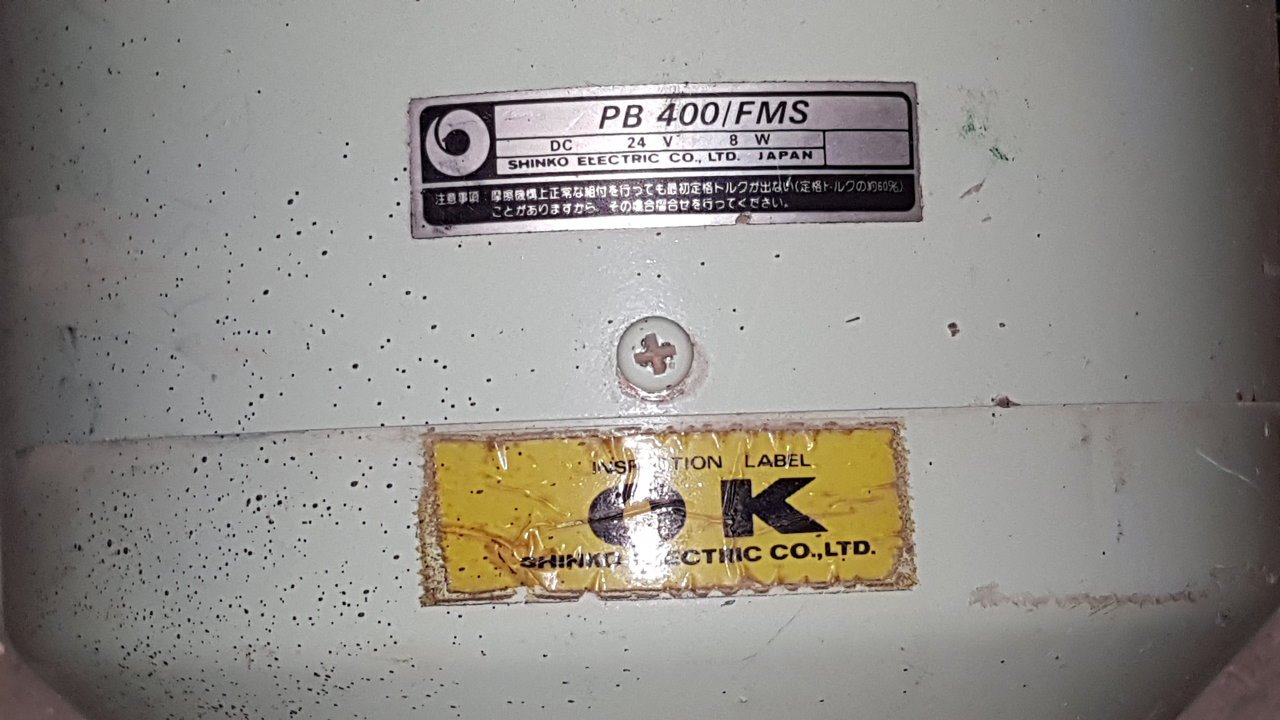 PB 400/FMS
DC 24 V 8 W
SHINKO ELECTRIC CO., LTD. JAPAN
注意事項:摩擦機構上正常な組付を行っても最初定格トルクが出ない(定格トルクの約60%)
ことがありますから、その場合摺合せを行ってください。
INSPECTION LABEL
OK
SHINKO ELECTRIC CO.,LTD.